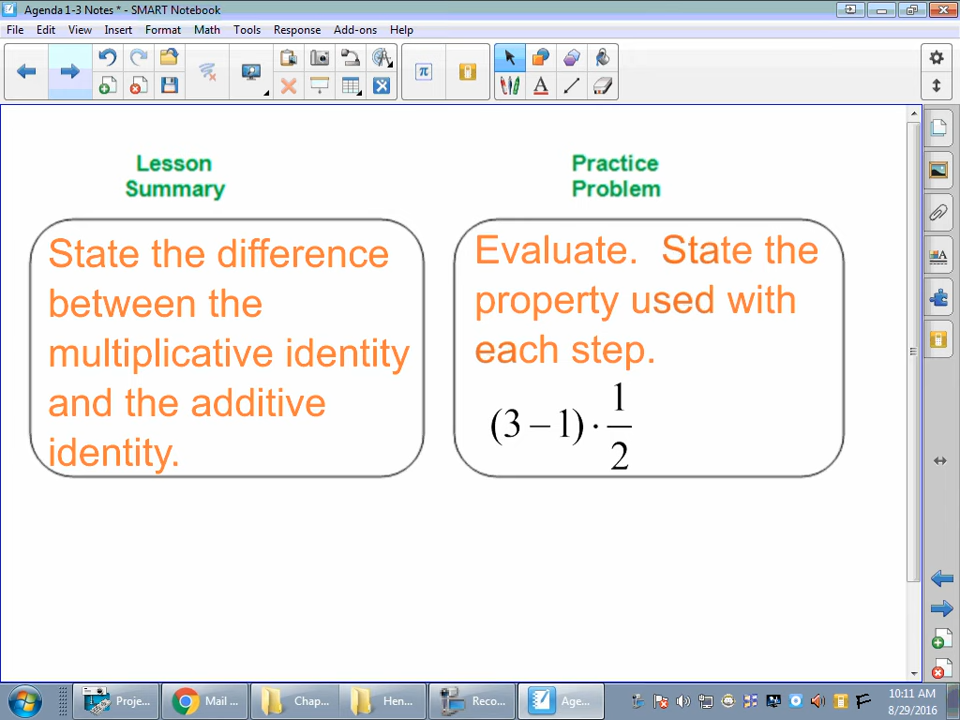 Agenda 1-3 Notes * - SMART Notebook
File Edit View Insert Format Math Tools Response Add-ons Help
Lesson
Summary
State the difference
between the
multiplicative identity
and the additive
identity.
Practice
Problem
Evaluate. State the
property used with
each step.
(3 – 1) · 1/2
Proje... Mail ... Chap... Hen... Reco... Age...
10:11 AM
8/29/2016